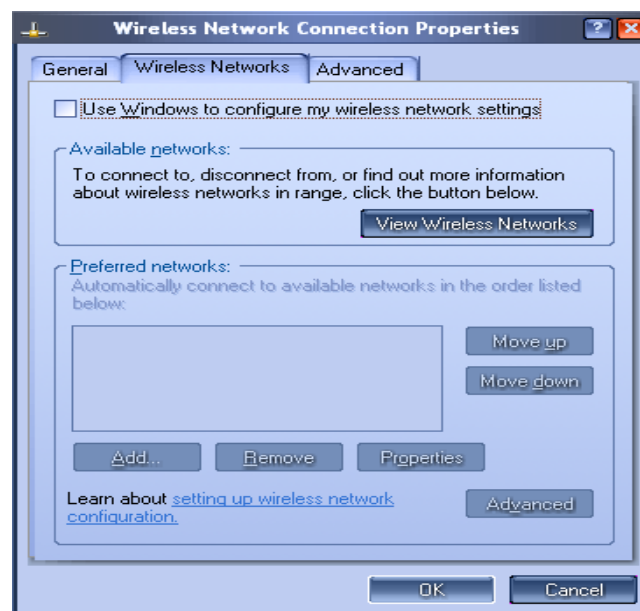 Wireless Network Connection Properties
?
General
Wireless Networks
Advanced
Use Windows to configure my wireless network settings
Available networks:
To connect to, disconnect from, or find out more information
about wireless networks in range, click the button below.
View Wireless Networks
Preferred networks:
Automatically connect to available networks in the order listed
below:
Move up
Move down
Add...
Remove
Properties
Learn about setting up wireless network
configuration.
Advanced
OK
Cancel